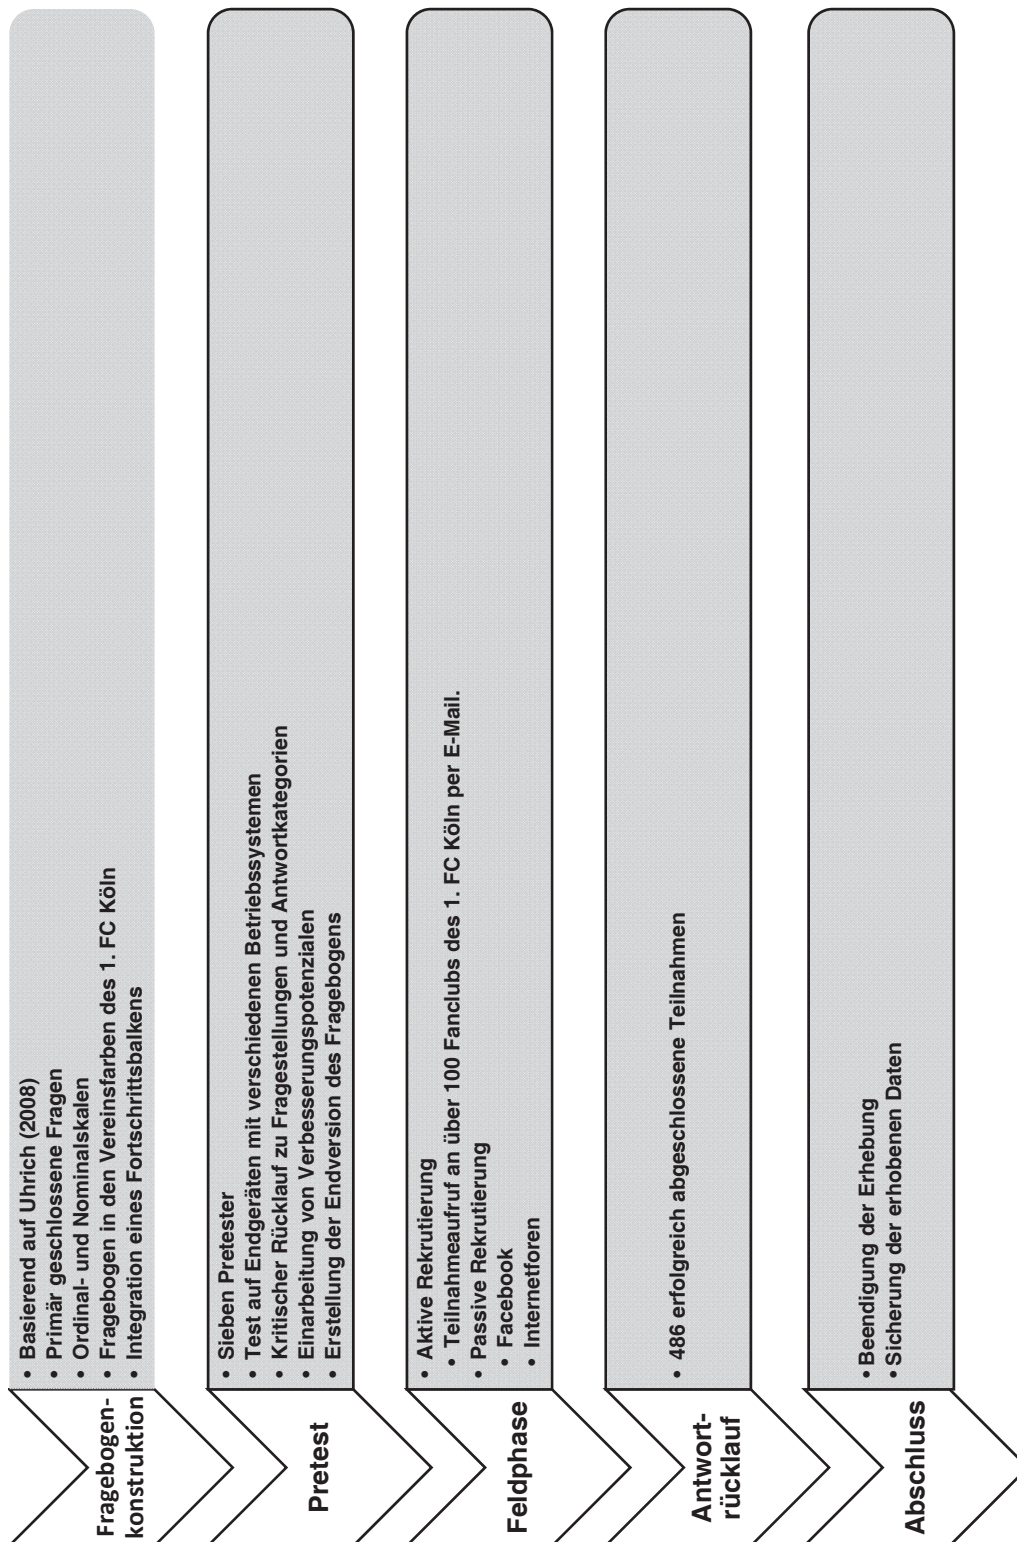 Fragebogen-
konstruktion
• Basierend auf Uhrich (2008)
• Primär geschlossene Fragen
• Ordinal- und Nominalskalen
• Fragebogen in den Vereinsfarben des 1. FC Köln
• Integration eines Fortschrittsbalkens
Pretest
• Sieben Pretester
• Test auf Endgeräten mit verschiedenen Betriebssystemen
• Kritischer Rücklauf zu Fragestellungen und Antwortkategorien
• Einarbeitung von Verbesserungspotenzialen
• Erstellung der Endversion des Fragebogens
Feldphase
• Aktive Rekrutierung
• Teilnahmeaufruf an über 100 Fanclubs des 1. FC Köln per E-Mail.
• Passive Rekrutierung
• Facebook
• Internetforen
Antwort-
rücklauf
• 486 erfolgreich abgeschlossene Teilnahmen
Abschluss
• Beendigung der Erhebung
• Sicherung der erhobenen Daten